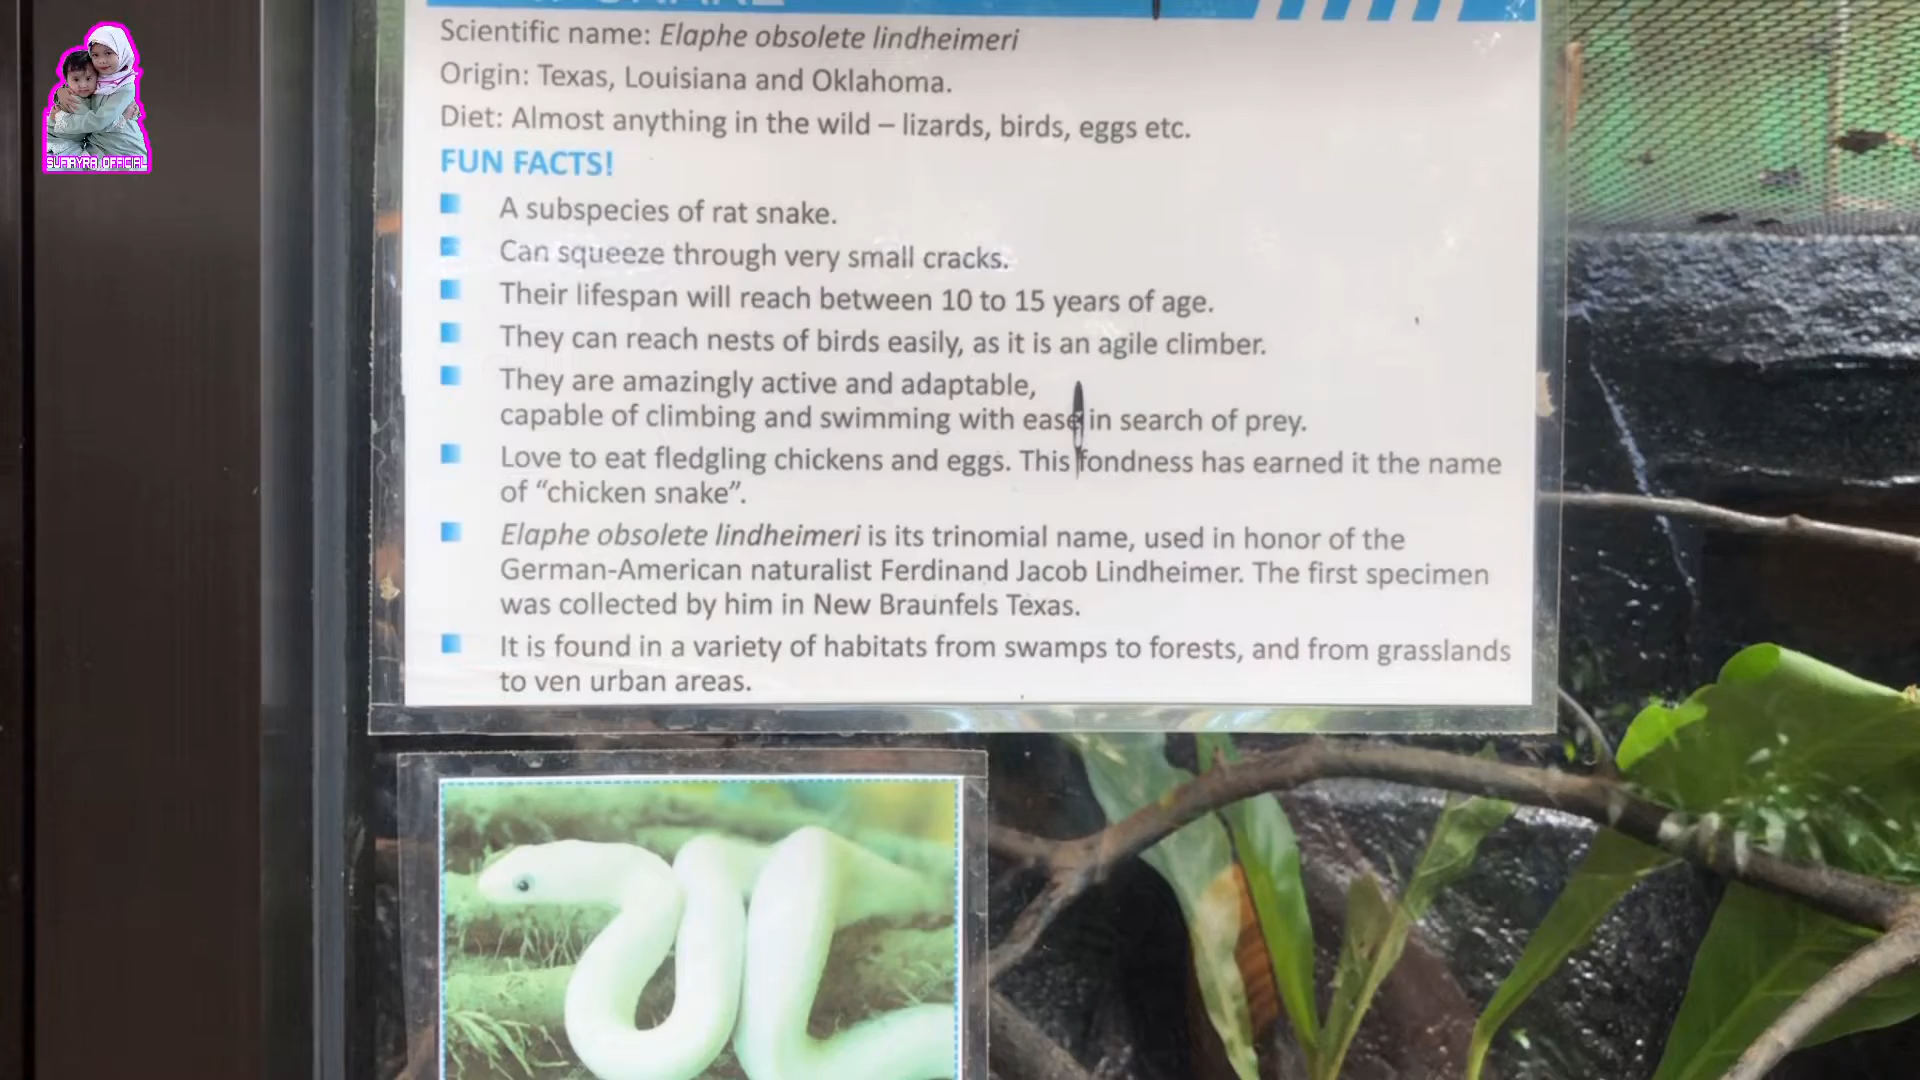 Scientific name: Elaphe obsolete lindheimeri
Origin: Texas, Louisiana and Oklahoma.
Diet: Almost anything in the wild – lizards, birds, eggs etc.
FUN FACTS!
A subspecies of rat snake.
Can squeeze through very small cracks.
Their lifespan will reach between 10 to 15 years of age.
They can reach nests of birds easily, as it is an agile climber.
They are amazingly active and adaptable,
capable of climbing and swimming with ease in search of prey.
Love to eat fledgling chickens and eggs. This fondness has earned it the name
of “chicken snake”.
Elaphe obsolete lindheimeri is its trinomial name, used in honor of the
German-American naturalist Ferdinand Jacob Lindheimer. The first specimen
was collected by him in New Braunfels Texas.
It is found in a variety of habitats from swamps to forests, and from grasslands
to ven urban areas.